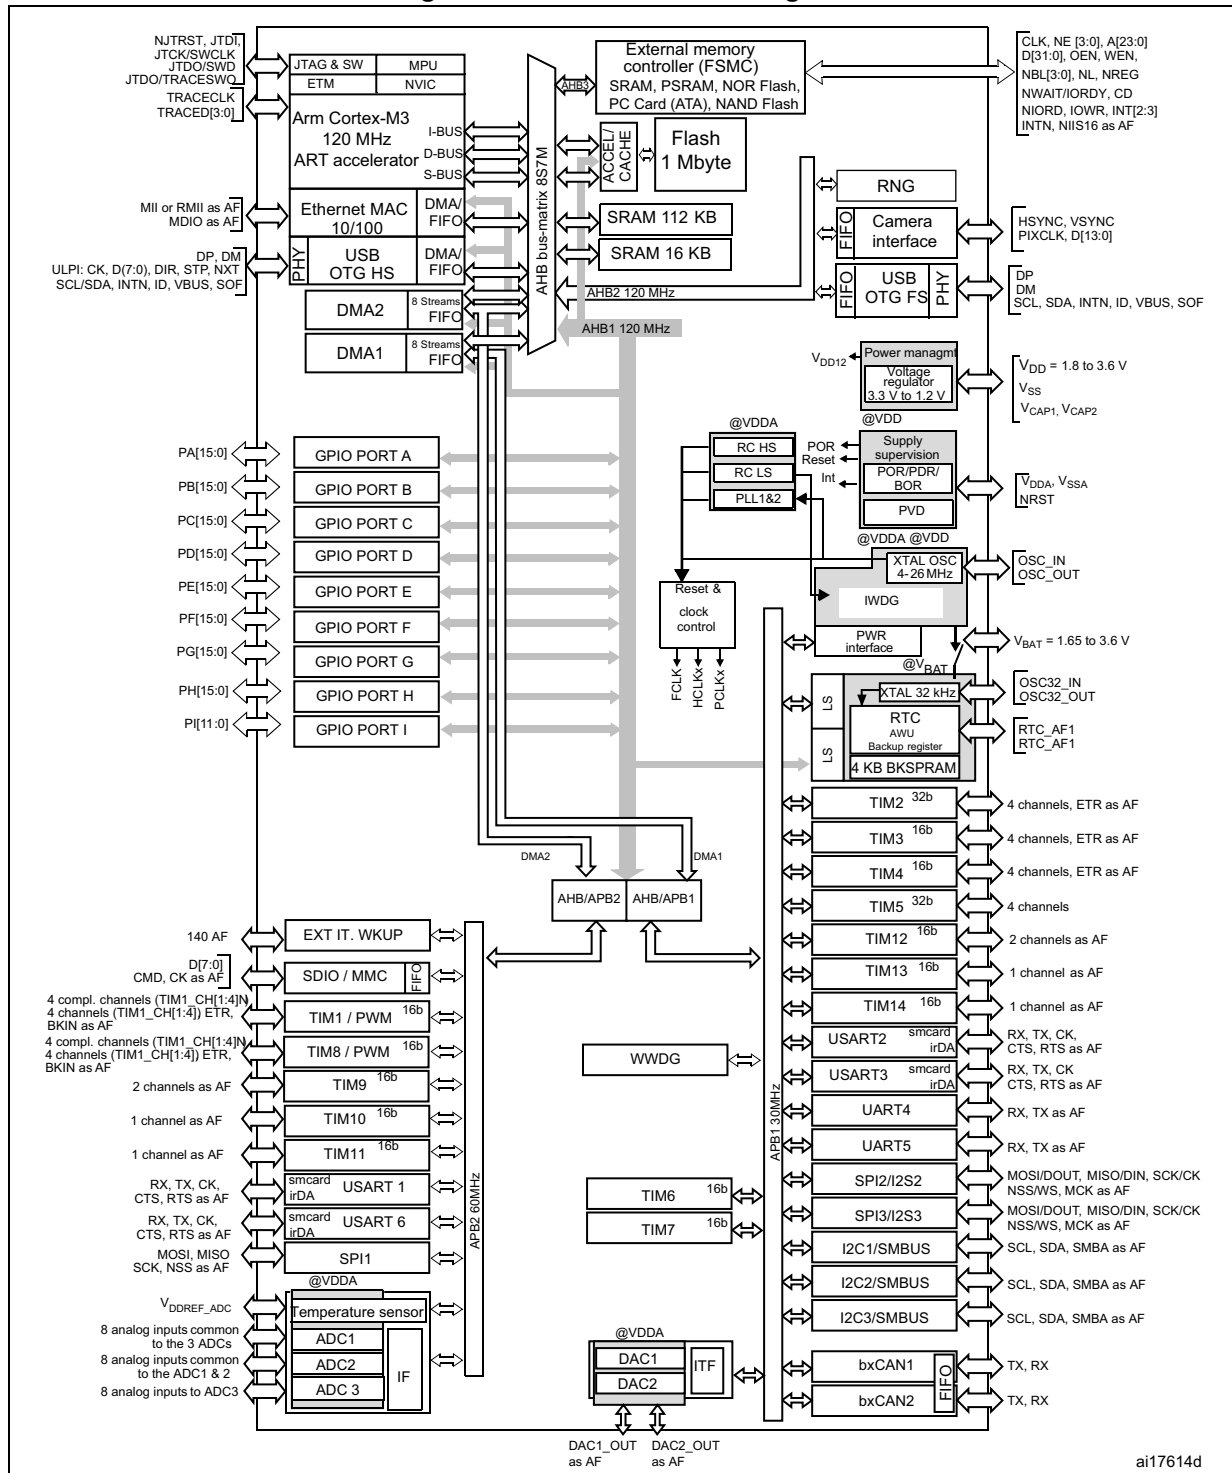 NJTRST, JTDI,
JTCK/SWCLK
JTDO/SWD
JTDO/TRACESWO
TRACECLK
TRACED[3:0]
JTAG & SW
MPU
ETM
NVIC
Arm Cortex-M3
120 MHz
ART accelerator
I-BUS
D-BUS
S-BUS
MII or RMII as AF
MDIO as AF
Ethernet MAC
10/100
DMA/
FIFO
DP, DM
ULPI: CK, D(7:0), DIR, STP, NXT
SCL/SDA, INTN, ID, VBUS, SOF
PHY
USB
OTG HS
DMA/
FIFO
DMA2
8 Streams
FIFO
DMA1
8 Streams
FIFO
AHB bus-matrix 8S7M
AHB3
External memory
controller (FSMC)
SRAM, PSRAM, NOR Flash,
PC Card (ATA), NAND Flash
CLK, NE [3:0], A[23:0]
D[31:0], OEN, WEN,
NBL[3:0], NL, NREG
NWAIT/IORDY, CD
NIORD, IOWR, INT[2:3]
INTN, NIIS16 as AF
ACCEL/
CACHE
Flash
1 Mbyte
SRAM 112 KB
SRAM 16 KB
AHB2 120 MHz
AHB1 120 MHz
RNG
FIFO
Camera
interface
HSYNC, VSYNC
PIXCLK, D[13:0]
FIFO
USB
OTG FS
PHY
DP
DM
SCL, SDA, INTN, ID, VBUS, SOF
VDD12
Power managmt
Voltage
regulator
3.3 V to 1.2 V
VDD = 1.8 to 3.6 V
VSS
VCAP1, VCAP2
@VDD
@VDDA
RC HS
RC LS
PLL1&2
POR
Reset
Int
Supply
supervision
POR/PDR/
BOR
PVD
VDDA, VSSA
NRST
@VDDA @VDD
XTAL OSC
4-26 MHz
OSC_IN
OSC_OUT
IWDG
Reset &
clock
control
FCLK
HCLKx
PCLKx
PWR
interface
VBAT = 1.65 to 3.6 V
@VBAT
LS
LS
XTAL 32 kHz
OSC32_IN
OSC32_OUT
RTC
AWU
Backup register
RTC_AF1
RTC_AF1
4 KB BKSPRAM
PA[15:0]
GPIO PORT A
PB[15:0]
GPIO PORT B
PC[15:0]
GPIO PORT C
PD[15:0]
GPIO PORT D
PE[15:0]
GPIO PORT E
PF[15:0]
GPIO PORT F
PG[15:0]
GPIO PORT G
PH[15:0]
GPIO PORT H
PI[11:0]
GPIO PORT I
DMA2
DMA1
AHB/APB2
AHB/APB1
TIM2 32b
4 channels, ETR as AF
TIM3 16b
4 channels, ETR as AF
TIM4 16b
4 channels, ETR as AF
TIM5 32b
4 channels
TIM12 16b
2 channels as AF
TIM13 16b
1 channel as AF
TIM14 16b
1 channel as AF
USART2
smcard
irDA
RX, TX, CK,
CTS, RTS as AF
USART3
smcard
irDA
RX, TX, CK
CTS, RTS as AF
UART4
RX, TX as AF
UART5
RX, TX as AF
SPI2/I2S2
MOSI/DOUT, MISO/DIN, SCK/CK
NSS/WS, MCK as AF
SPI3/I2S3
MOSI/DOUT, MISO/DIN, SCK/CK
NSS/WS, MCK as AF
I2C1/SMBUS
SCL, SDA, SMBA as AF
I2C2/SMBUS
SCL, SDA, SMBA as AF
I2C3/SMBUS
SCL, SDA, SMBA as AF
bxCAN1
TX, RX
bxCAN2
TX, RX
FIFO
APB1 30MHz
WWDG
TIM6 16b
TIM7 16b
@VDDA
DAC1
DAC2
ITF
DAC1_OUT
as AF
DAC2_OUT
as AF
140 AF
EXT IT. WKUP
D[7:0]
CMD, CK as AF
SDIO / MMC
FIFO
4 compl. channels (TIM1_CH[1:4]N
4 channels (TIM1_CH[1:4]) ETR,
BKIN as AF
TIM1 / PWM 16b
4 compl. channels (TIM1_CH[1:4]N
4 channels (TIM1_CH[1:4]) ETR,
BKIN as AF
TIM8 / PWM 16b
2 channels as AF
TIM9 16b
1 channel as AF
TIM10 16b
1 channel as AF
TIM11 16b
RX, TX, CK,
CTS, RTS as AF
smcard
irDA
USART 1
RX, TX, CK,
CTS, RTS as AF
smcard
irDA
USART 6
MOSI, MISO
SCK, NSS as AF
SPI1
APB2 60MHz
@VDDA
VDDREF_ADC
Temperature sensor
8 analog inputs common
to the 3 ADCs
ADC1
8 analog inputs common
to the ADC1 & 2
ADC2
8 analog inputs to ADC3
ADC 3
IF
ai17614d